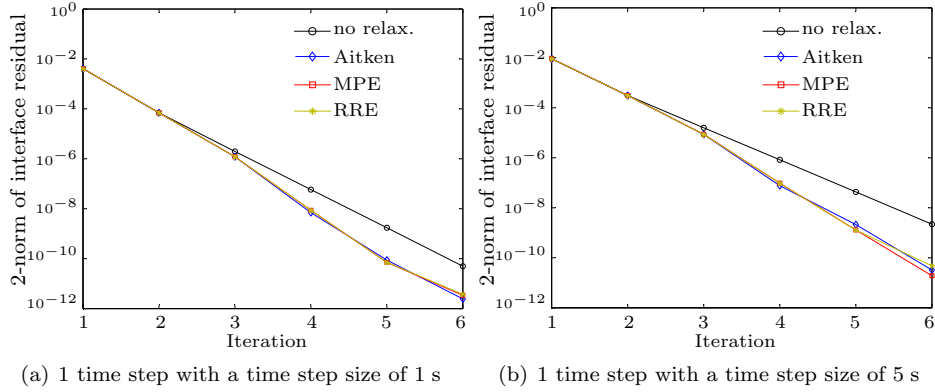 2-norm of interface residual
10^0
10^-2
10^-4
10^-6
10^-8
10^-10
10^-12
1 2 3 4 5 6
Iteration
no relax.
Aitken
MPE
RRE
(a) 1 time step with a time step size of 1 s
2-norm of interface residual
10^0
10^-2
10^-4
10^-6
10^-8
10^-10
10^-12
1 2 3 4 5 6
Iteration
no relax.
Aitken
MPE
RRE
(b) 1 time step with a time step size of 5 s